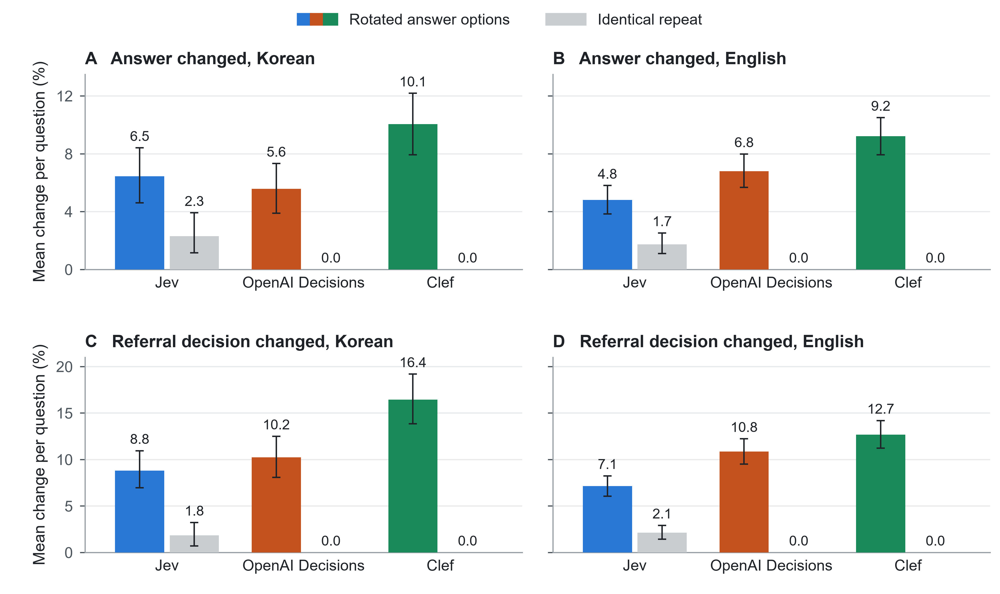 Rotated answer options
Identical repeat
A Answer changed, Korean
Mean change per question (%)
12
8
4
0
6.5
2.3
5.6
0.0
10.1
0.0
Jev
OpenAI Decisions
Clef
B Answer changed, English
4.8
1.7
6.8
0.0
9.2
0.0
Jev
OpenAI Decisions
Clef
C Referral decision changed, Korean
Mean change per question (%)
20
15
10
5
0
8.8
1.8
10.2
0.0
16.4
0.0
Jev
OpenAI Decisions
Clef
D Referral decision changed, English
7.1
2.1
10.8
0.0
12.7
0.0
Jev
OpenAI Decisions
Clef